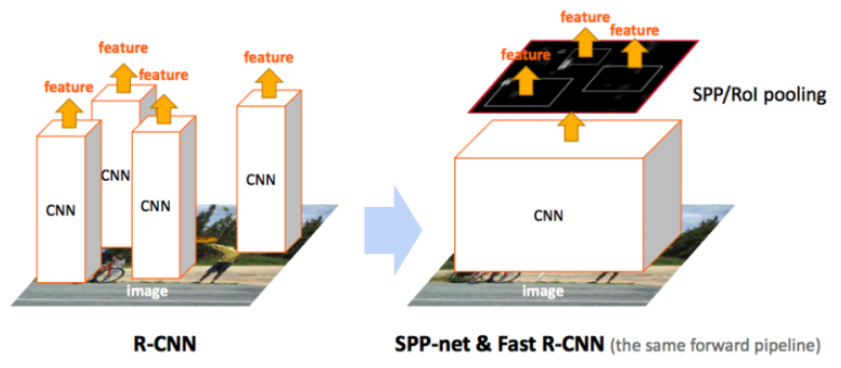 feature
feature
feature
feature
CNN
CNN
CNN
CNN
image
R-CNN
feature
feature
feature
SPP/RoI pooling
CNN
image
SPP-net & Fast R-CNN (the same forward pipeline)